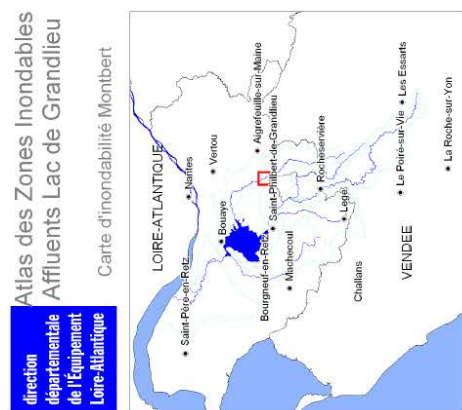 Atlas des Zones Inondables
Affluents Lac de Grandlieu
Carte d'inondabilité Montbert
direction
départementale
de l'Équipement
Loire-Atlantique
LOIRE-ATLANTIQUE
Nantes
Vertou
Aigrefeuille-sur-Maine
Saint-Père-en-Retz
Bouaye
Saint-Philbert-de-Grandlieu
Bourgneuf-en-Retz
Machecoul
Rocheservière
Legé
Challans
Les Essarts
Le Poiré-sur-Vie
La Roche-sur-Yon
VENDEE